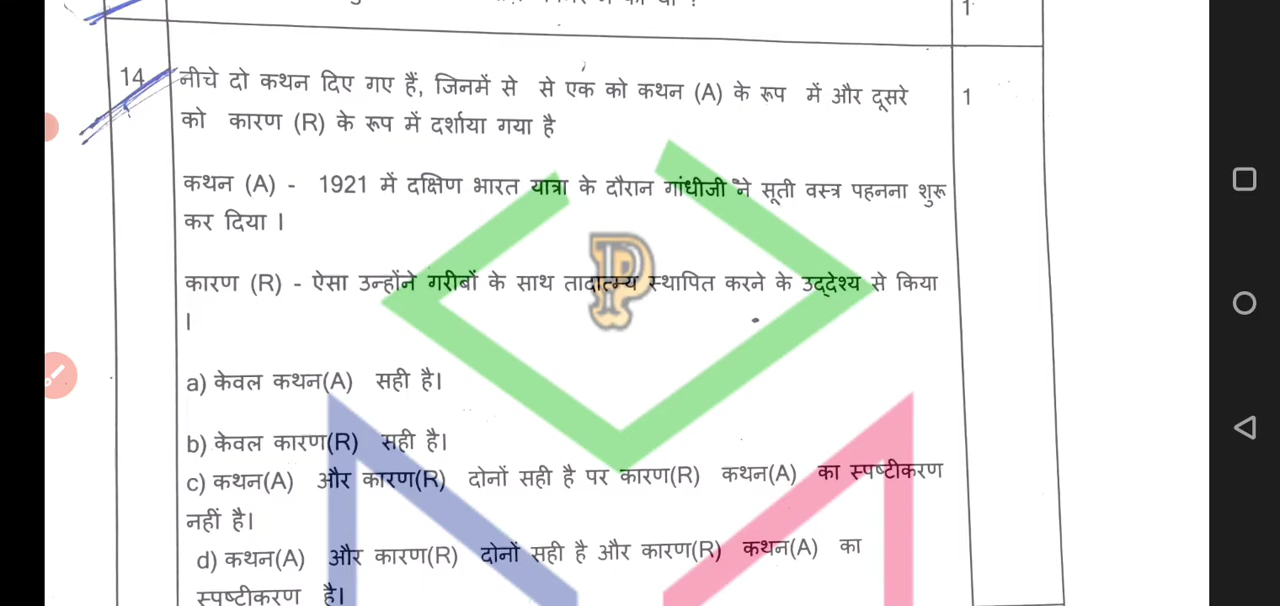 1
14 नीचे दो कथन दिए गए हैं, जिनमें से से एक को कथन (A) के रूप में और दूसरे 1
को कारण (R) के रूप में दर्शाया गया है
कथन (A) - 1921 में दक्षिण भारत यात्रा के दौरान गांधीजी ने सूती वस्त्र पहनना शुरू
कर दिया ।
कारण (R) - ऐसा उन्होंने गरीबों के साथ तादात्म्य स्थापित करने के उद्देश्य से किया
।
a) केवल कथन(A) सही है।
b) केवल कारण(R) सही है।
c) कथन(A) और कारण(R) दोनों सही है पर कारण(R) कथन(A) का स्पष्टीकरण
नहीं है।
d) कथन(A) और कारण(R) दोनों सही है और कारण(R) कथन(A) का
स्पष्टीकरण है।
P